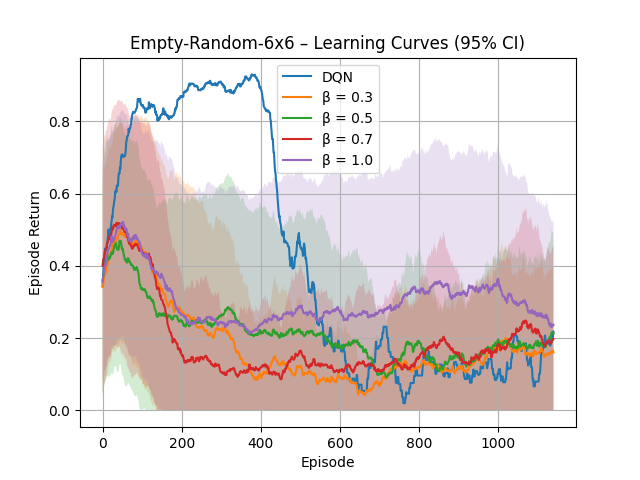 Empty-Random-6x6 – Learning Curves (95% CI)
DQN
β = 0.3
β = 0.5
β = 0.7
β = 1.0
Episode Return
0.8
0.6
0.4
0.2
0.0
0 200 400 600 800 1000
Episode